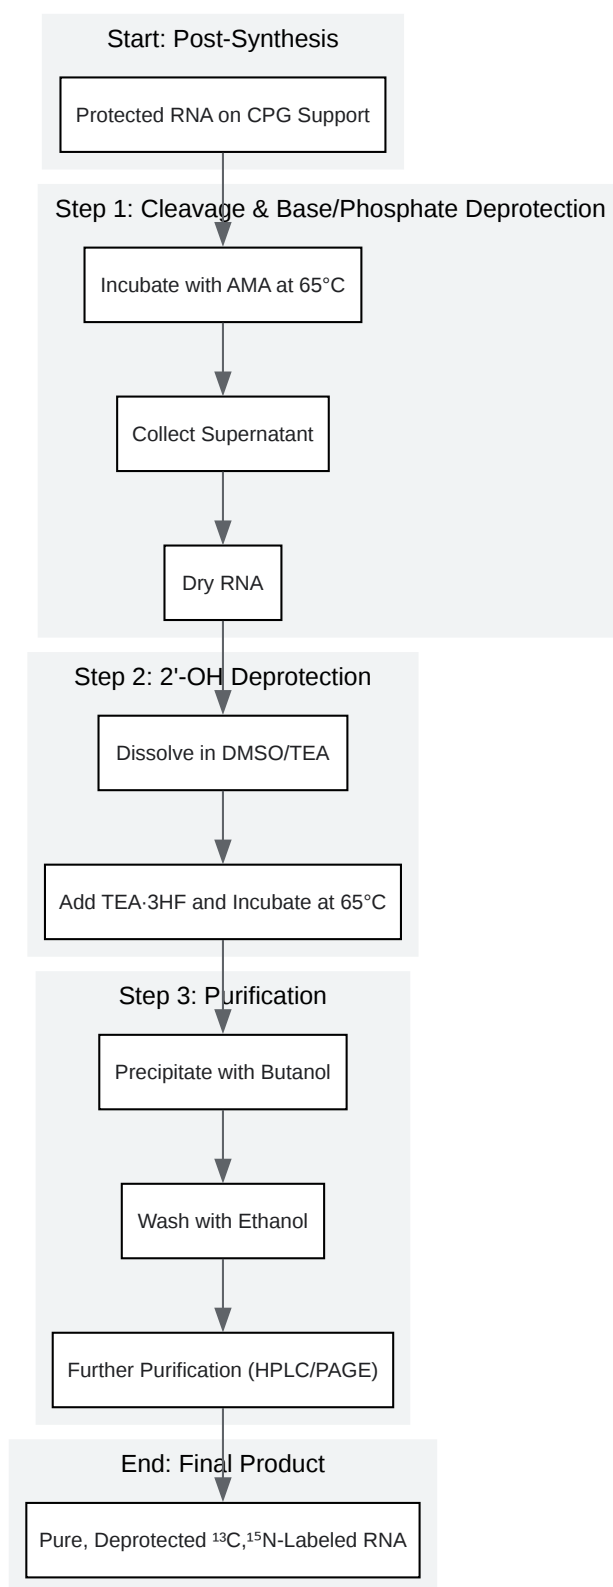 Start: Post-Synthesis
Protected RNA on CPG Support
Step 1: Cleavage & Base/Phosphate Deprotection
Incubate with AMA at 65°C
Collect Supernatant
Dry RNA
Step 2: 2'-OH Deprotection
Dissolve in DMSO/TEA
Add TEA·3HF and Incubate at 65°C
Step 3: Purification
Precipitate with Butanol
Wash with Ethanol
Further Purification (HPLC/PAGE)
End: Final Product
Pure, Deprotected ¹³C,¹⁵N-Labeled RNA